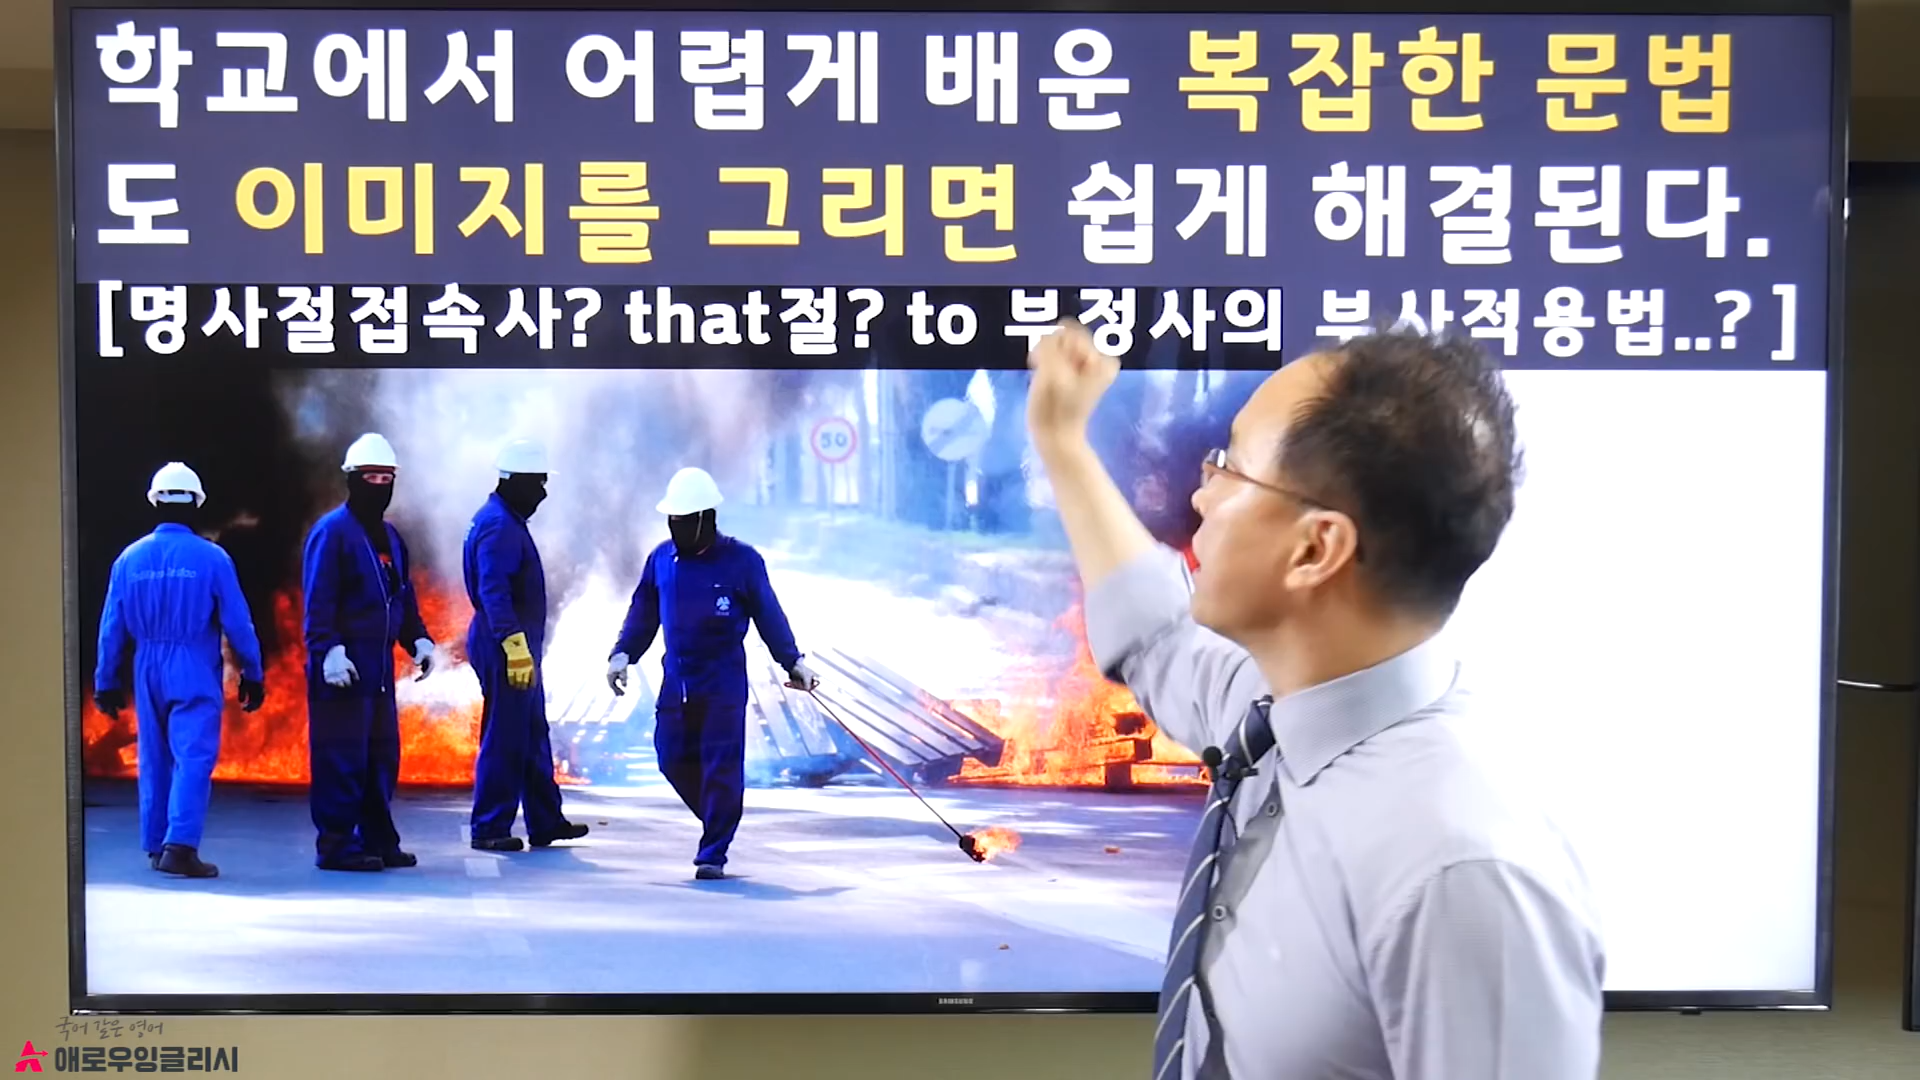 학교에서 어렵게 배운 복잡한 문법
도 이미지를 그리면 쉽게 해결된다.
[명사절접속사? that절? to 부정사의 부사적용법..? ]
50
SAMSUNG
국어 같은 영어
애로우잉글리시